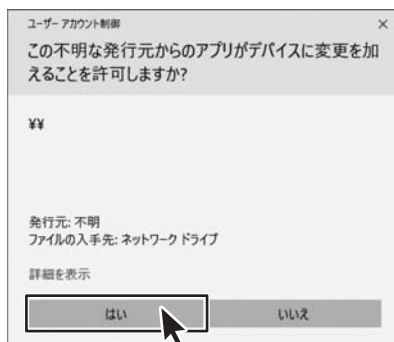 ユーザー アカウント制御
×
この不明な発行元からのアプリがデバイスに変更を加
えることを許可しますか?
¥¥
発行元: 不明
ファイルの入手先: ネットワーク ドライブ
詳細を表示
はい
いいえ